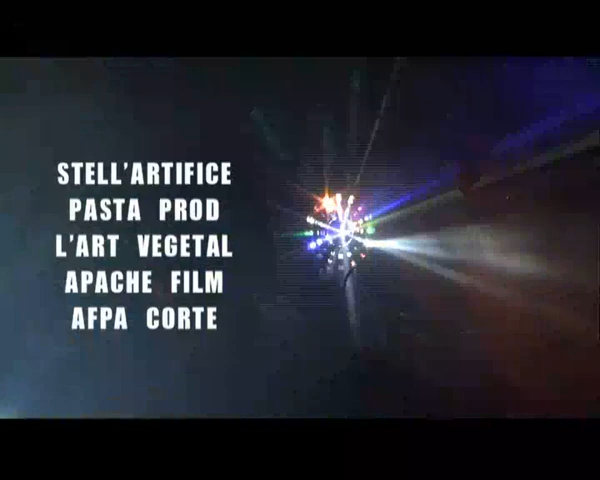 STELL'ARTIFICE
PASTA PROD
L'ART VEGETAL
APACHE FILM
AFPA CORTE